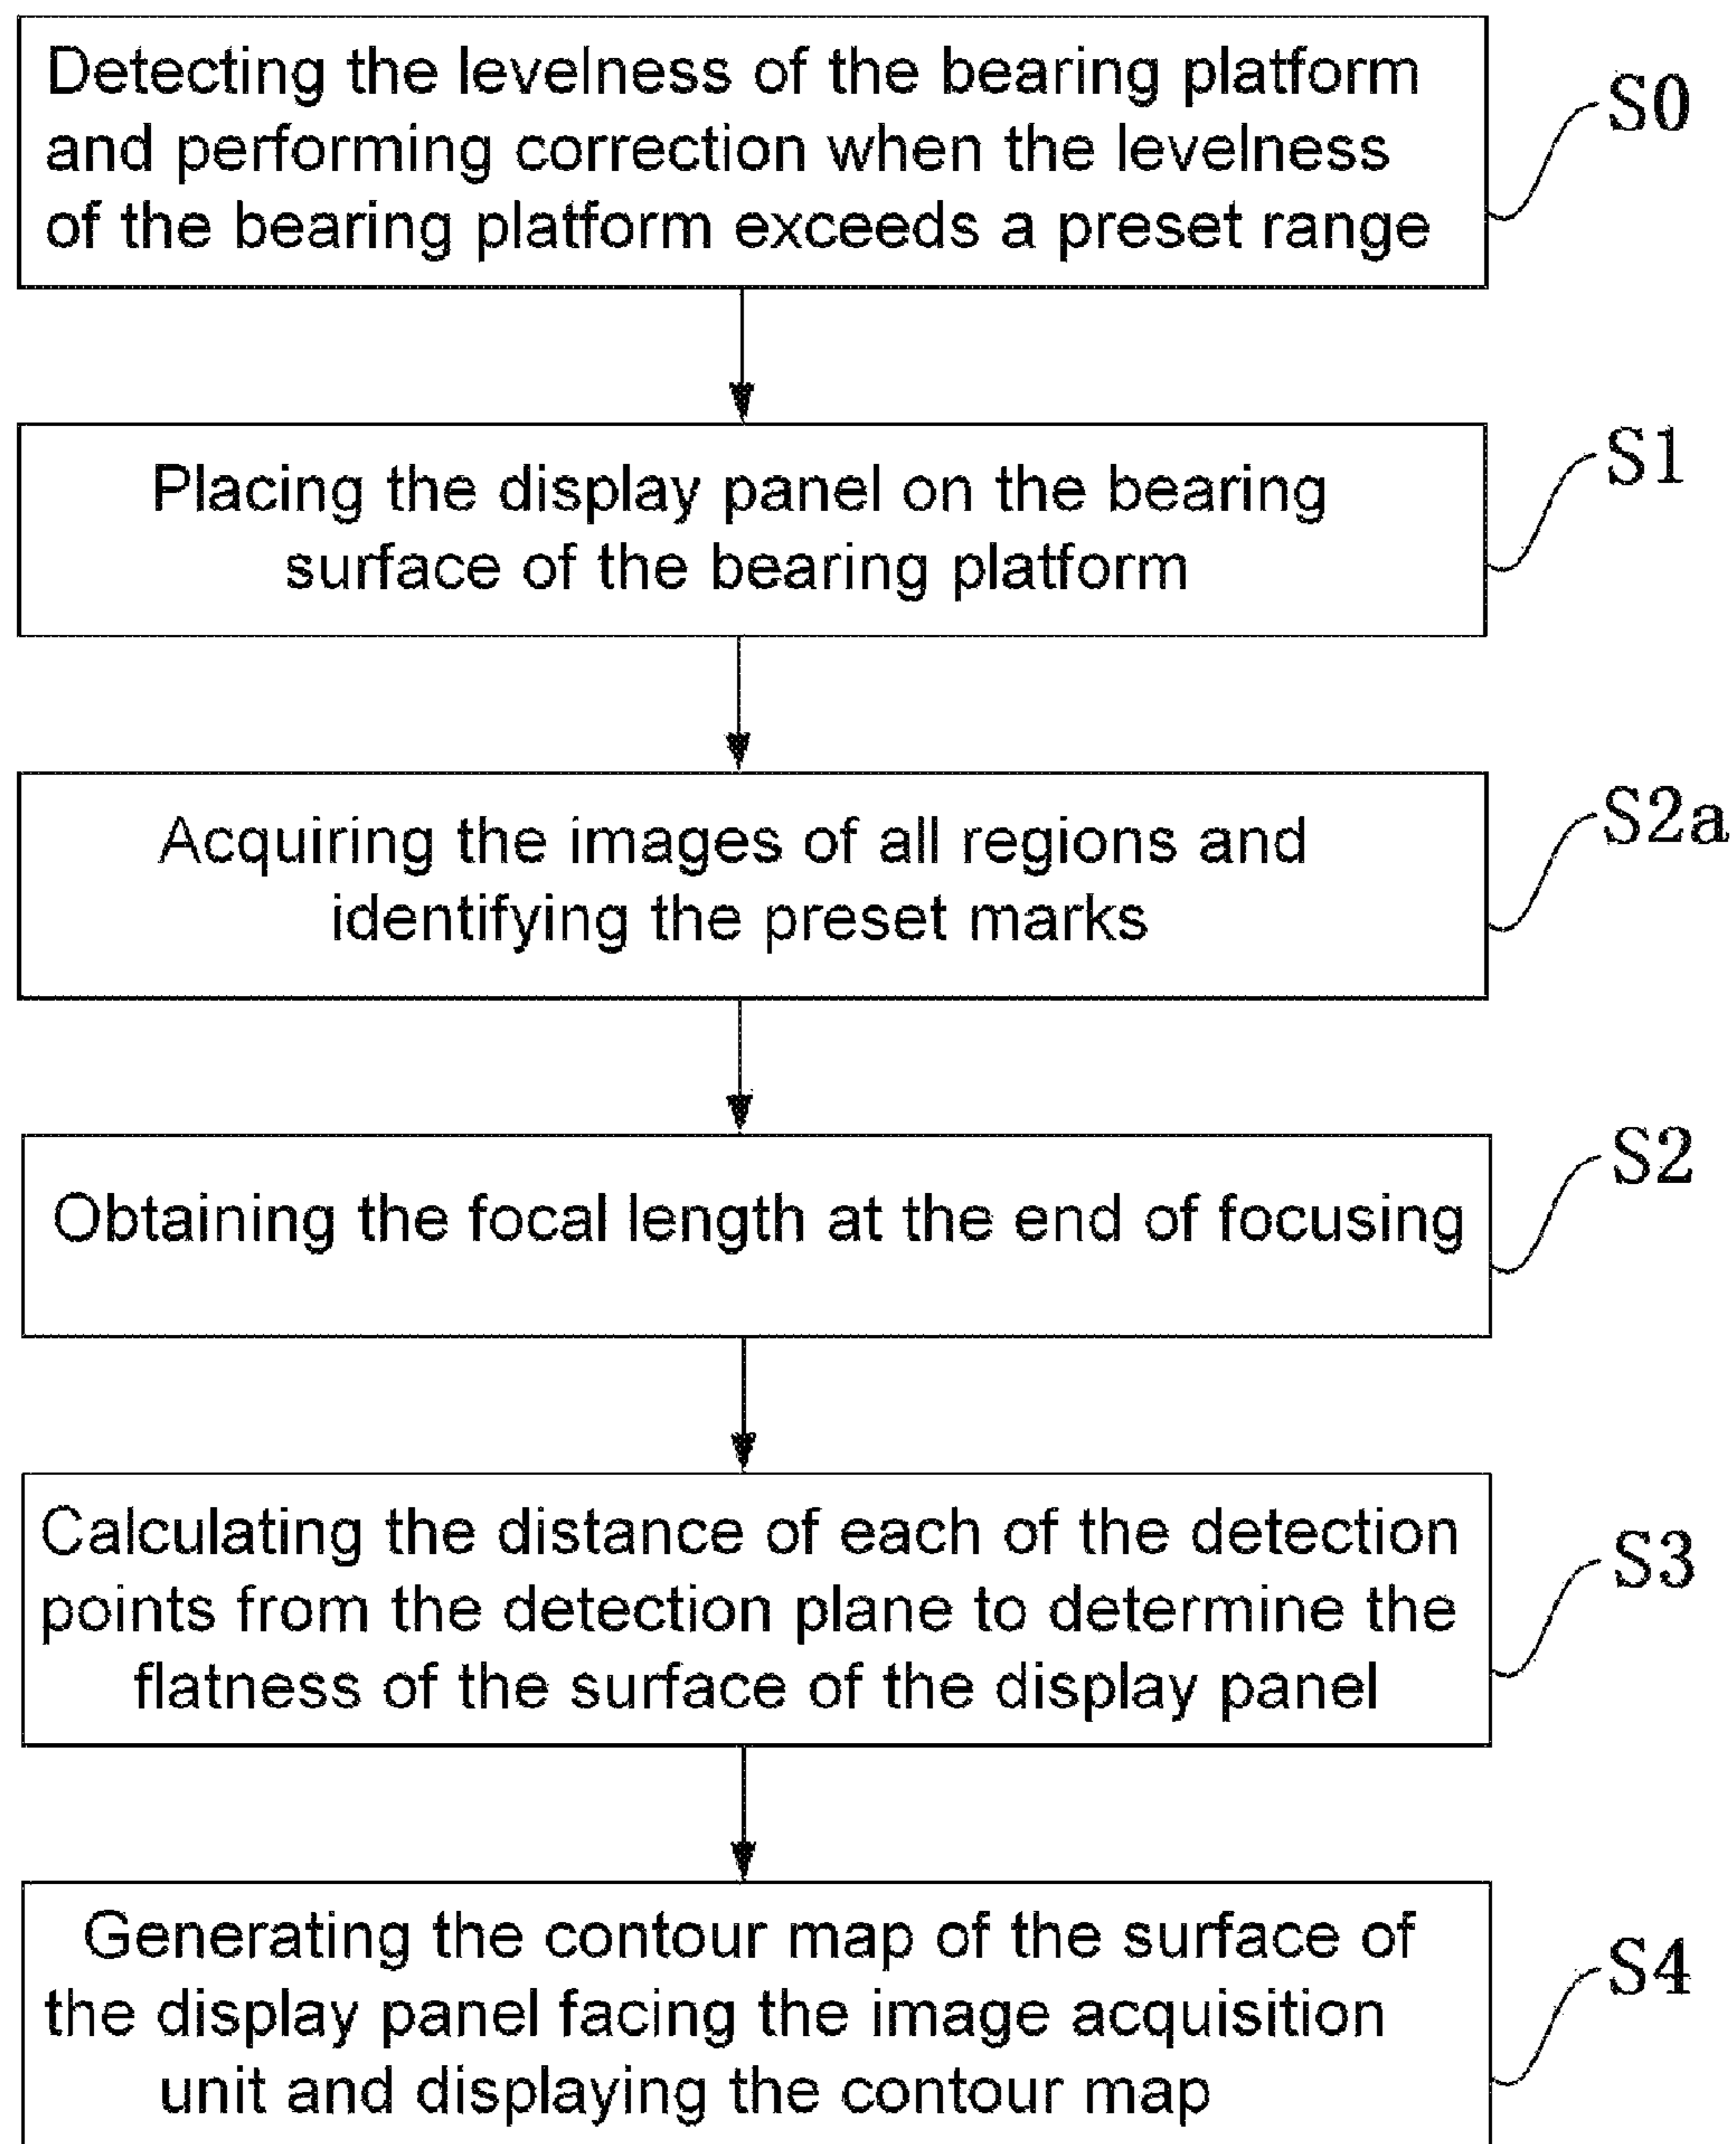 Detecting the levelness of the bearing platform
and performing correction when the levelness
of the bearing platform exceeds a preset range
S0
Placing the display panel on the bearing
surface of the bearing platform
S1
Acquiring the images of all regions and
identifying the preset marks
S2a
Obtaining the focal length at the end of focusing
S2
Calculating the distance of each of the detection
points from the detection plane to determine the
flatness of the surface of the display panel
S3
Generating the contour map of the surface of
the display panel facing the image acquisition
unit and displaying the contour map
S4